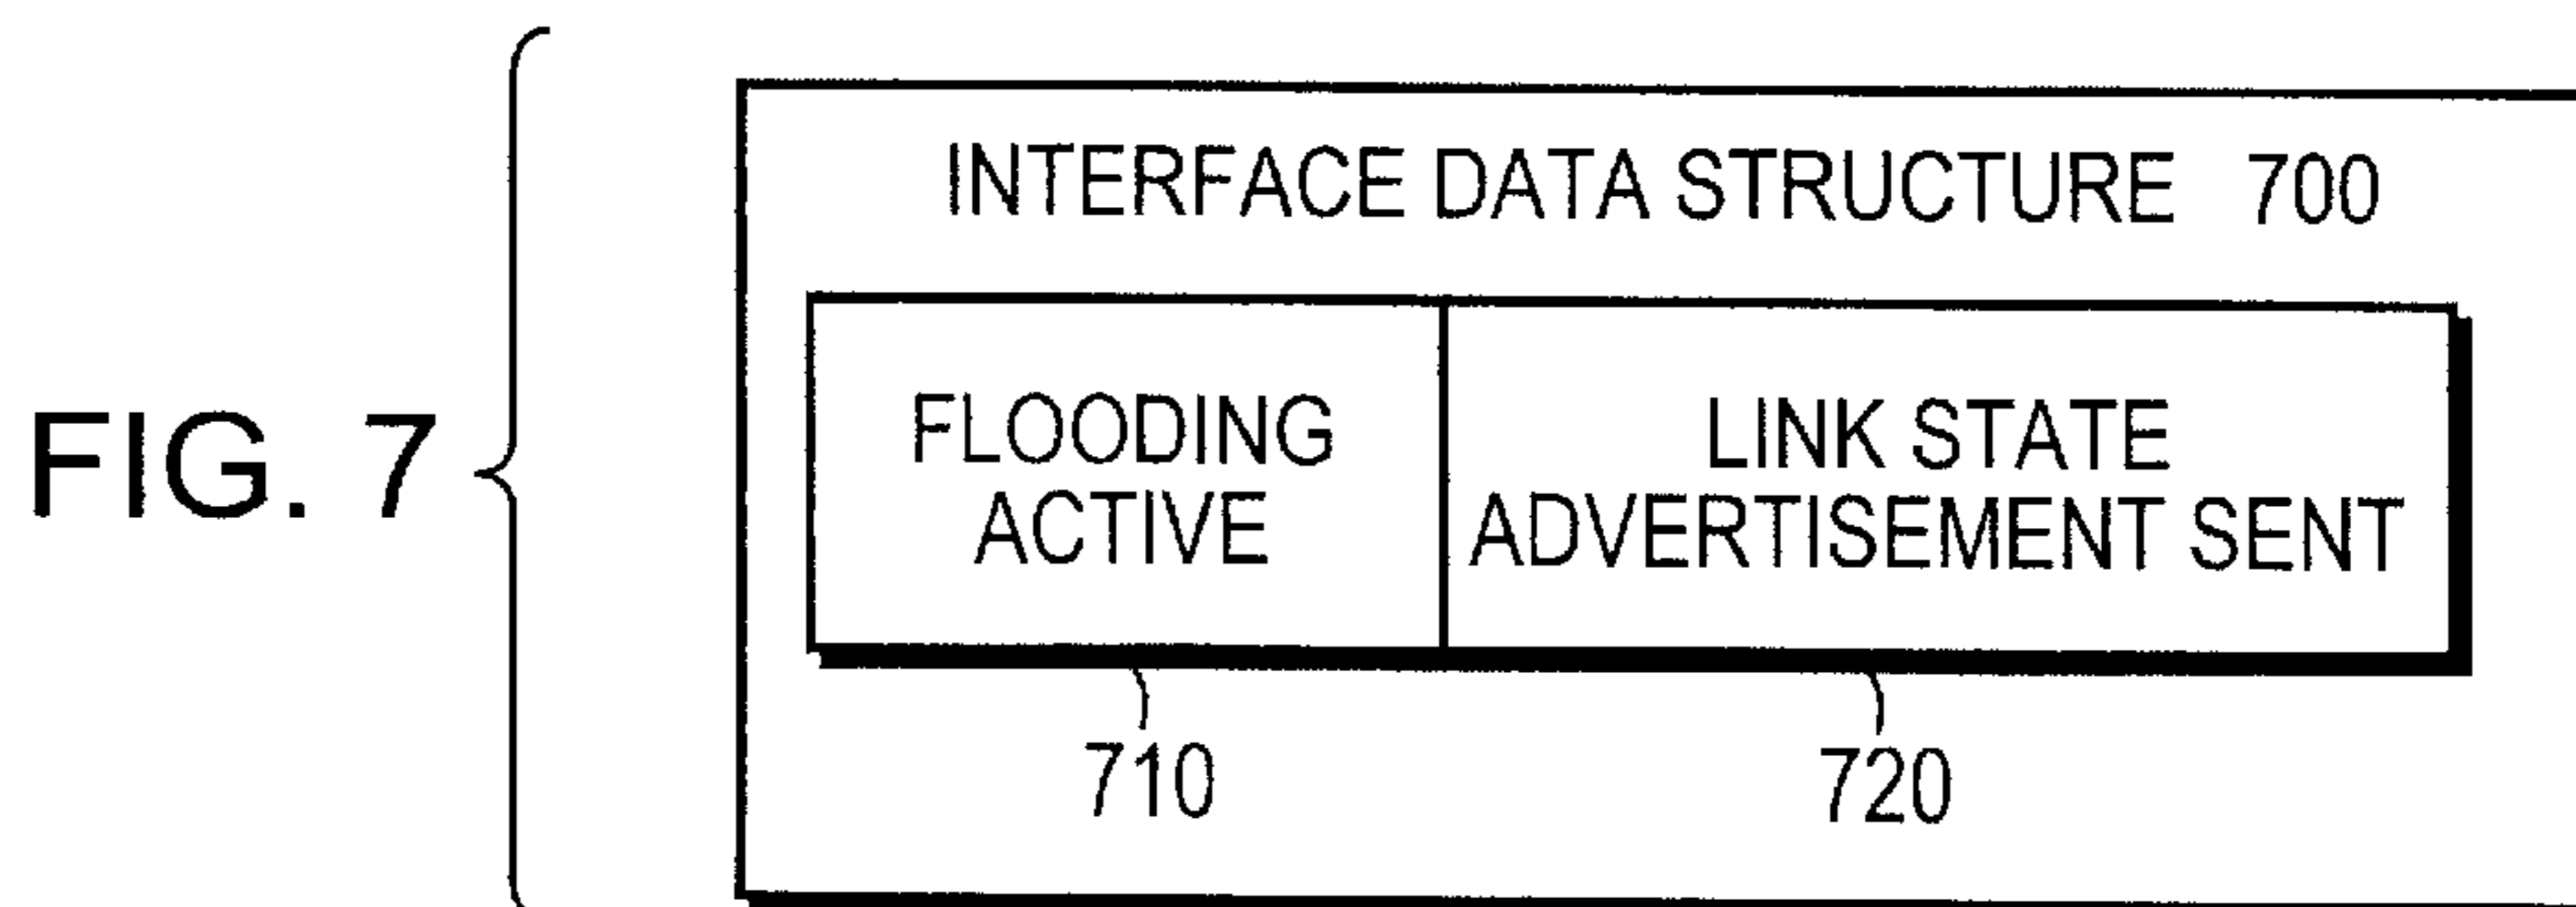 FIG. 7
INTERFACE DATA STRUCTURE 700
FLOODING
ACTIVE
LINK STATE
ADVERTISEMENT SENT
710
720